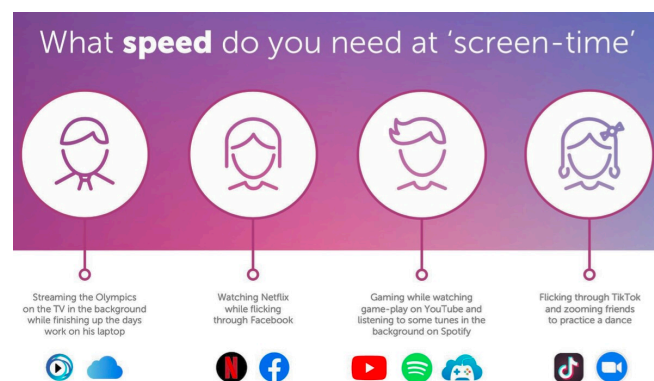 What speed do you need at ‘screen-time’
Streaming the Olympics
on the TV in the background
while finishing up the days
work on his laptop
Watching Netflix
while flicking
through Facebook
Gaming while watching
game-play on YouTube and
listening to some tunes in the
background on Spotify
Flicking through TikTok
and zooming friends
to practice a dance